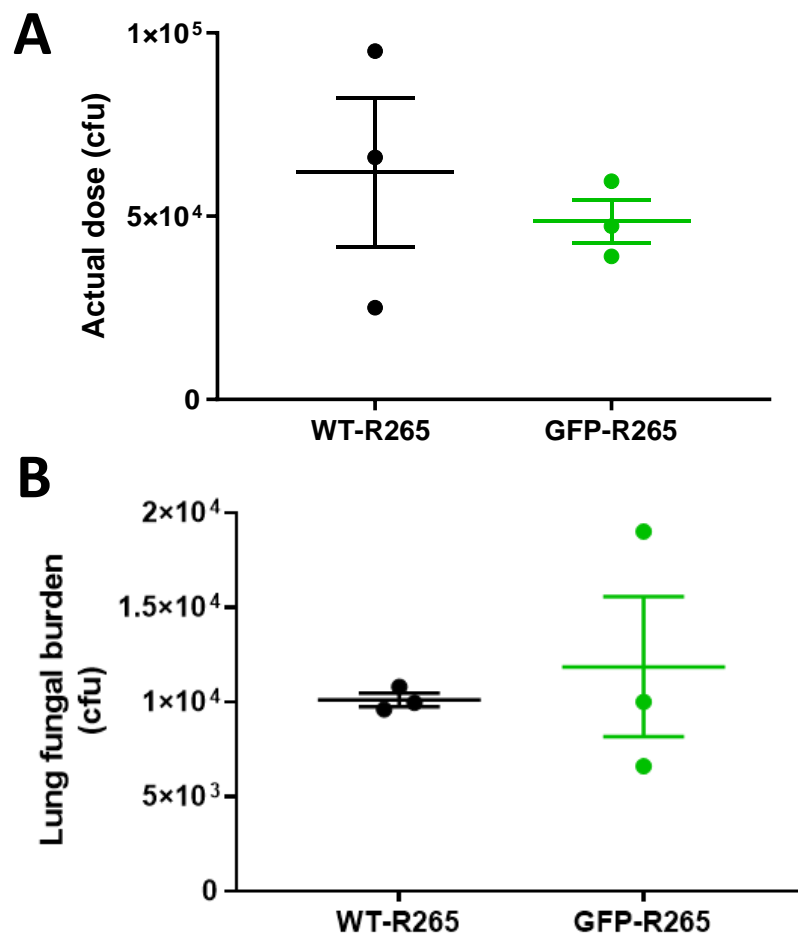 A
Actual dose (cfu)
1×10⁵
5×10⁴
0
WT-R265
GFP-R265
B
Lung fungal burden
(cfu)
2×10⁴
1.5×10⁴
1×10⁴
5×10³
0
WT-R265
GFP-R265